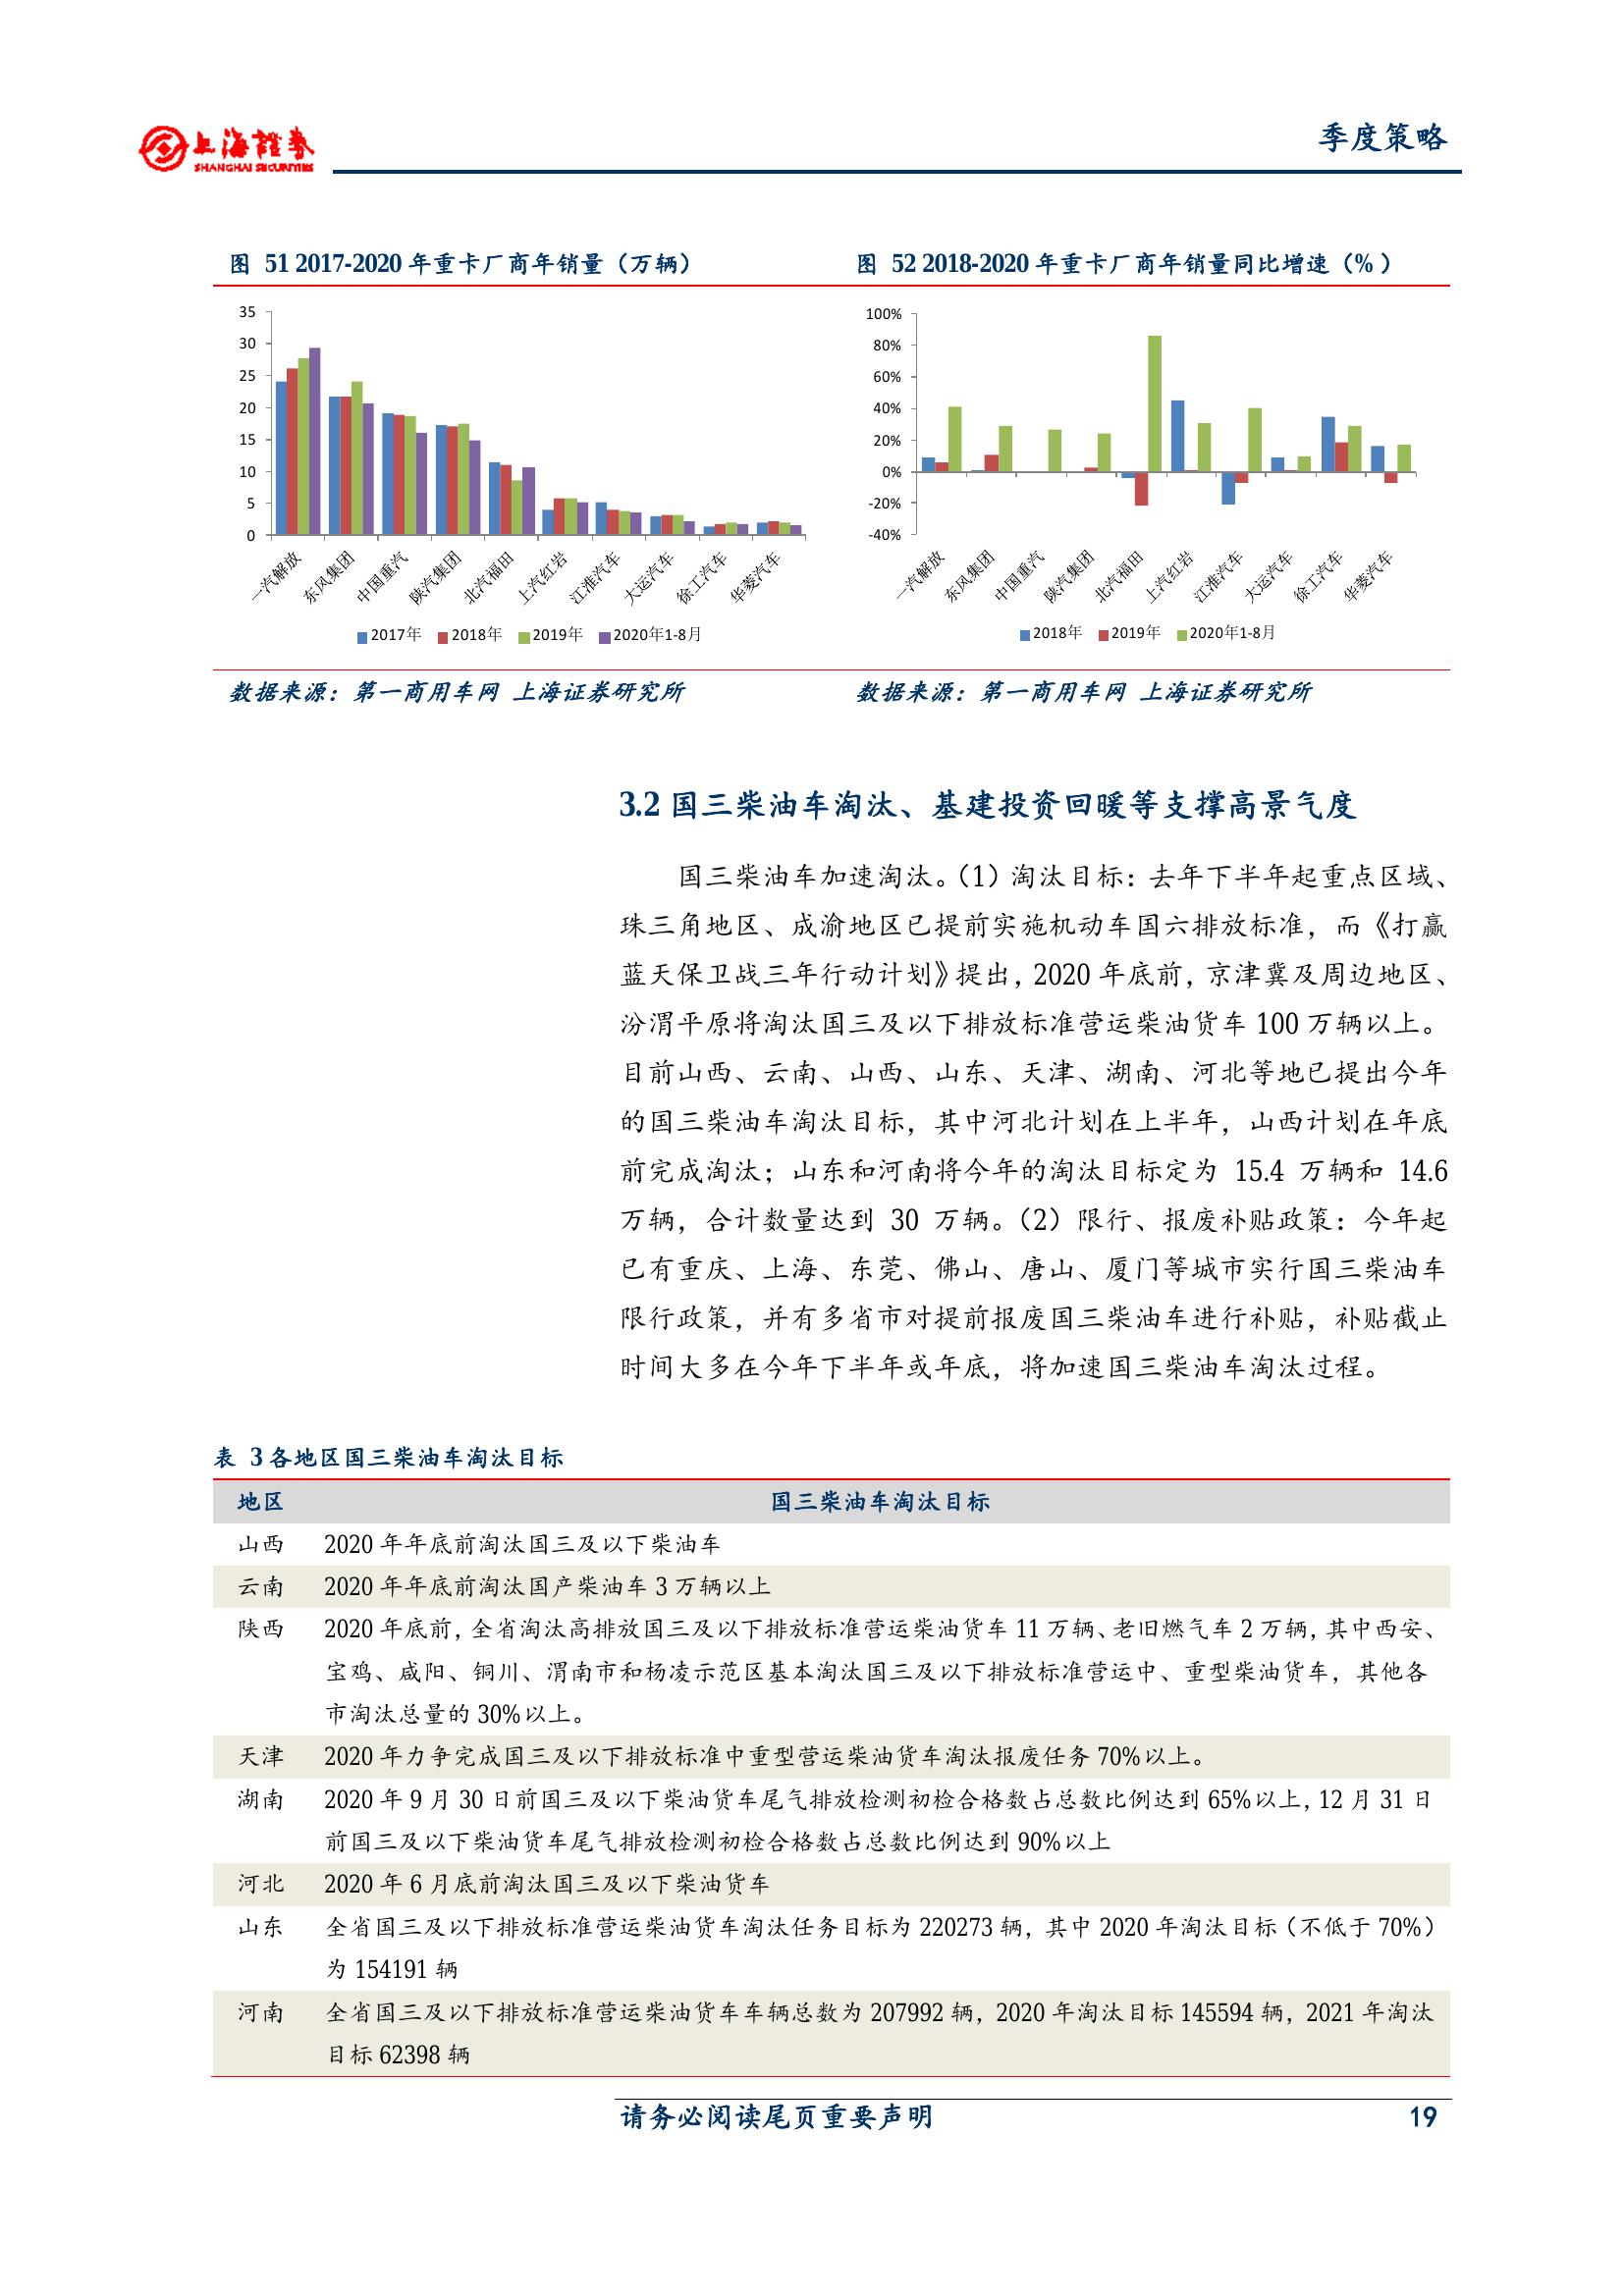 上海證券
SHANGHAI SECURITIES
季度策略
图 51 2017-2020 年重卡厂商年销量（万辆）
35
30
25
20
15
10
5
0
一汽解放
东风集团
中国重汽
陕汽集团
北汽福田
上汽红岩
江淮汽车
大运汽车
徐工汽车
华菱汽车
2017年 2018年 2019年 2020年1-8月
数据来源：第一商用车网 上海证券研究所
图 52 2018-2020 年重卡厂商年销量同比增速（%）
100%
80%
60%
40%
20%
0%
-20%
-40%
一汽解放
东风集团
中国重汽
陕汽集团
北汽福田
上汽红岩
江淮汽车
大运汽车
徐工汽车
华菱汽车
2018年 2019年 2020年1-8月
数据来源：第一商用车网 上海证券研究所
3.2 国三柴油车淘汰、基建投资回暖等支撑高景气度
国三柴油车加速淘汰。（1）淘汰目标：去年下半年起重点区域、
珠三角地区、成渝地区已提前实施机动车国六排放标准，而《打赢
蓝天保卫战三年行动计划》提出，2020 年底前，京津冀及周边地区、
汾渭平原将淘汰国三及以下排放标准营运柴油货车 100 万辆以上。
目前山西、云南、山西、山东、天津、湖南、河北等地已提出今年
的国三柴油车淘汰目标，其中河北计划在上半年，山西计划在年底
前完成淘汰；山东和河南将今年的淘汰目标定为 15.4 万辆和 14.6
万辆，合计数量达到 30 万辆。（2）限行、报废补贴政策：今年起
已有重庆、上海、东莞、佛山、唐山、厦门等城市实行国三柴油车
限行政策，并有多省市对提前报废国三柴油车进行补贴，补贴截止
时间大多在今年下半年或年底，将加速国三柴油车淘汰过程。
表 3 各地区国三柴油车淘汰目标
地区 国三柴油车淘汰目标
山西 2020 年年底前淘汰国三及以下柴油车
云南 2020 年年底前淘汰国产柴油车 3 万辆以上
陕西 2020 年底前，全省淘汰高排放国三及以下排放标准营运柴油货车 11 万辆、老旧燃气车 2 万辆，其中西安、
宝鸡、咸阳、铜川、渭南市和杨凌示范区基本淘汰国三及以下排放标准营运中、重型柴油货车，其他各
市淘汰总量的 30%以上。
天津 2020 年力争完成国三及以下排放标准中重型营运柴油货车淘汰报废任务 70%以上。
湖南 2020 年 9 月 30 日前国三及以下柴油货车尾气排放检测初检合格数占总数比例达到 65%以上，12 月 31 日
前国三及以下柴油货车尾气排放检测初检合格数占总数比例达到 90%以上
河北 2020 年 6 月底前淘汰国三及以下柴油货车
山东 全省国三及以下排放标准营运柴油货车淘汰任务目标为 220273 辆，其中 2020 年淘汰目标（不低于 70%）
为 154191 辆
河南 全省国三及以下排放标准营运柴油货车车辆总数为 207992 辆，2020 年淘汰目标 145594 辆，2021 年淘汰
目标 62398 辆
请务必阅读尾页重要声明 19